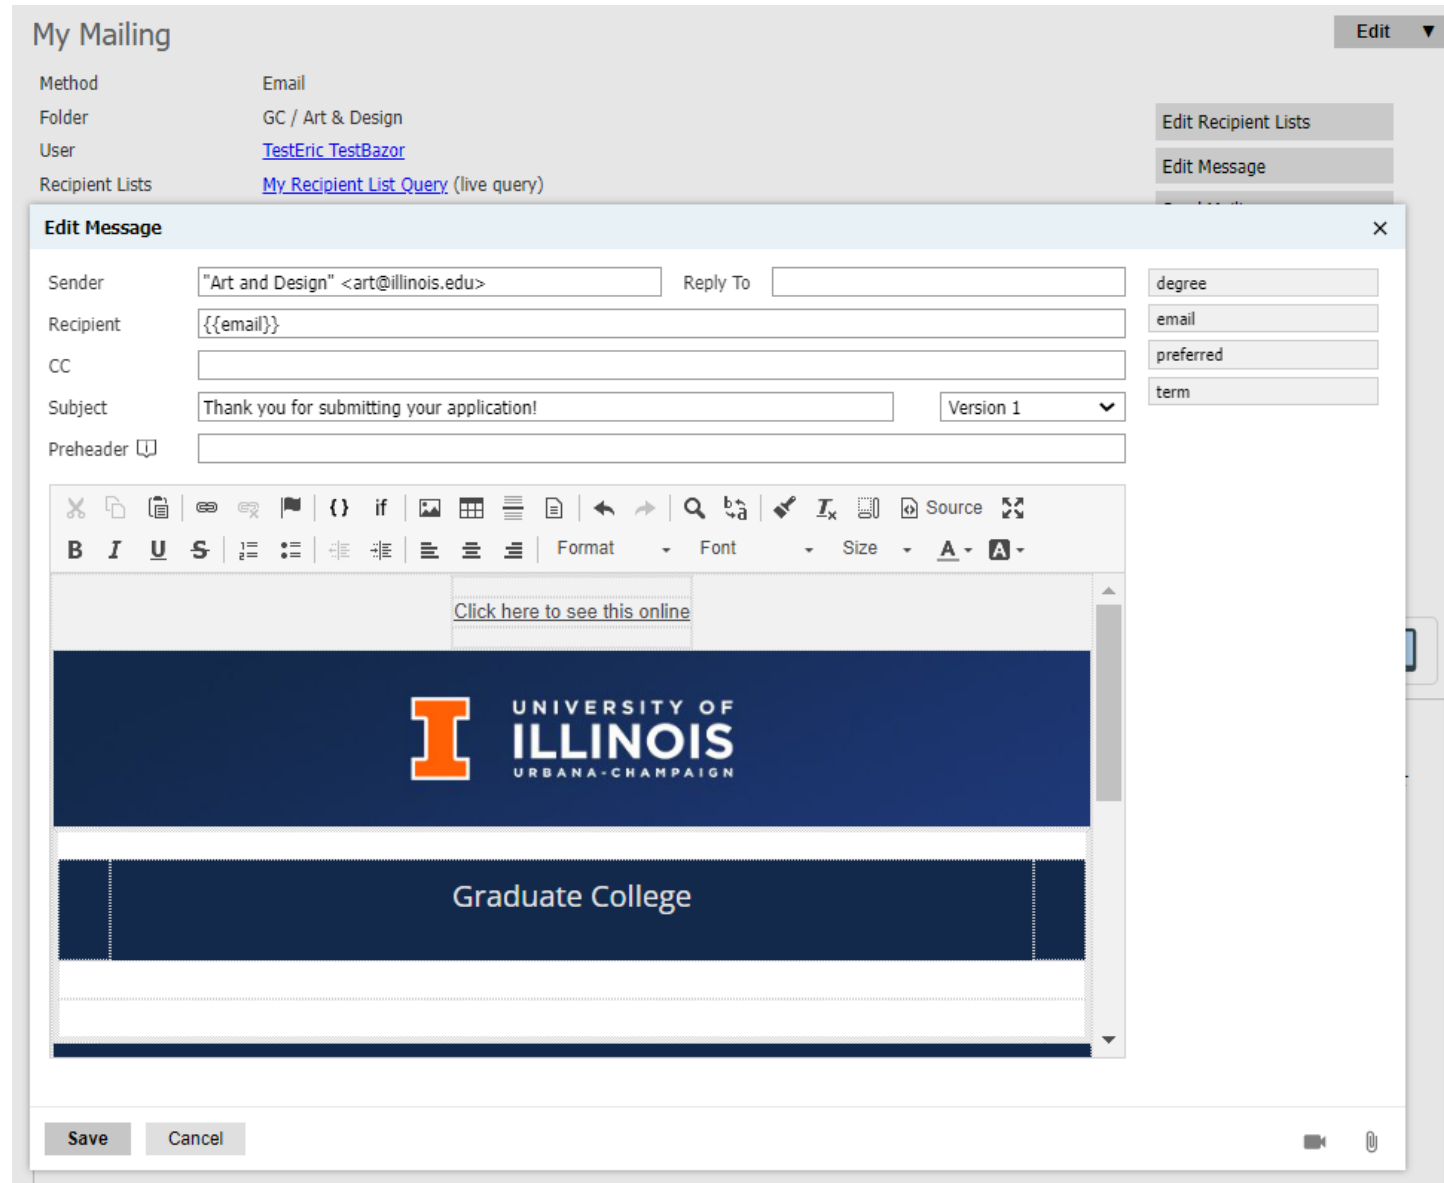 My Mailing
Edit ▼
Method Email
Folder GC / Art & Design
User TestEric TestBazor
Recipient Lists My Recipient List Query (live query)
Edit Recipient Lists
Edit Message
Edit Message
Sender "Art and Design" <art@illinois.edu> Reply To
Recipient {{email}}
CC
Subject Thank you for submitting your application! Version 1
Preheader
degree
email
preferred
term
{} if Source
B I U S Format Font Size A A
Click here to see this online
UNIVERSITY OF
ILLINOIS
URBANA-CHAMPAIGN
Graduate College
Save Cancel